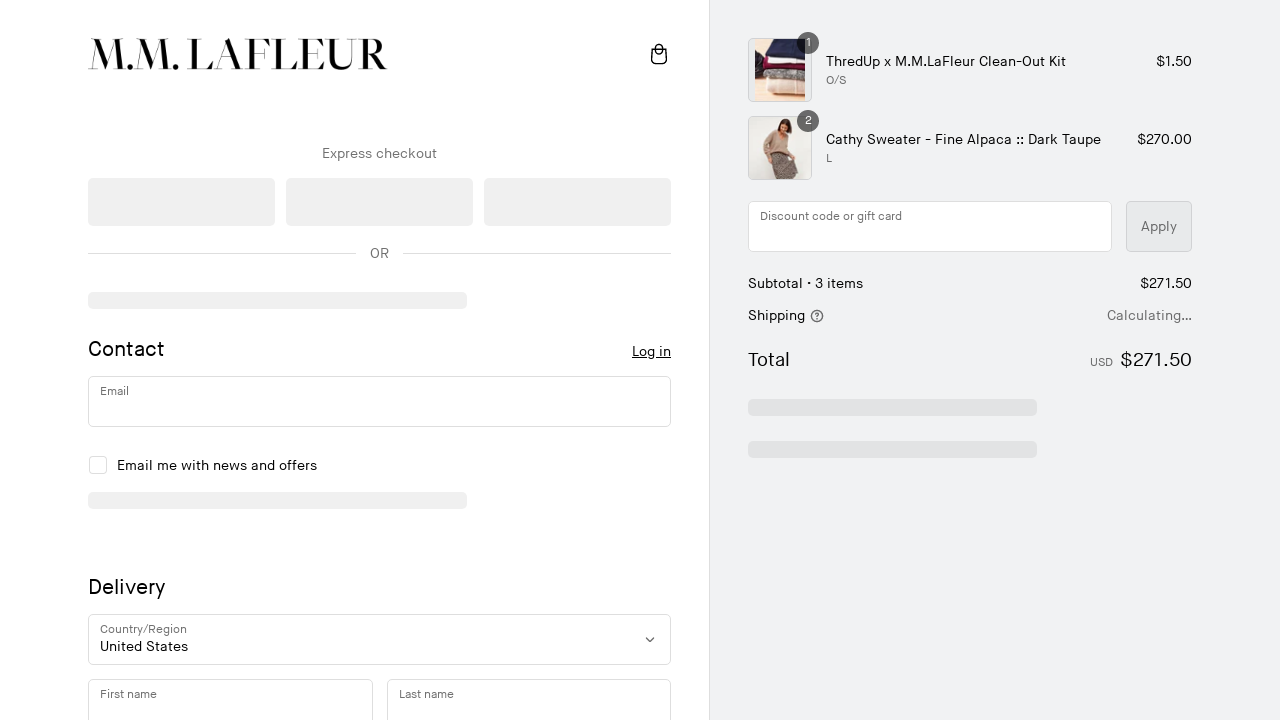 M.M. LAFLEUR
Express checkout
OR
Contact
Log in
Email
Email me with news and offers
Delivery
Country/Region
United States
First name
Last name
1
ThredUp x M.M.LaFleur Clean-Out Kit
$1.50
O/S
2
Cathy Sweater - Fine Alpaca :: Dark Taupe
$270.00
L
Discount code or gift card
Apply
Subtotal · 3 items
$271.50
Shipping
Calculating...
Total
USD $271.50